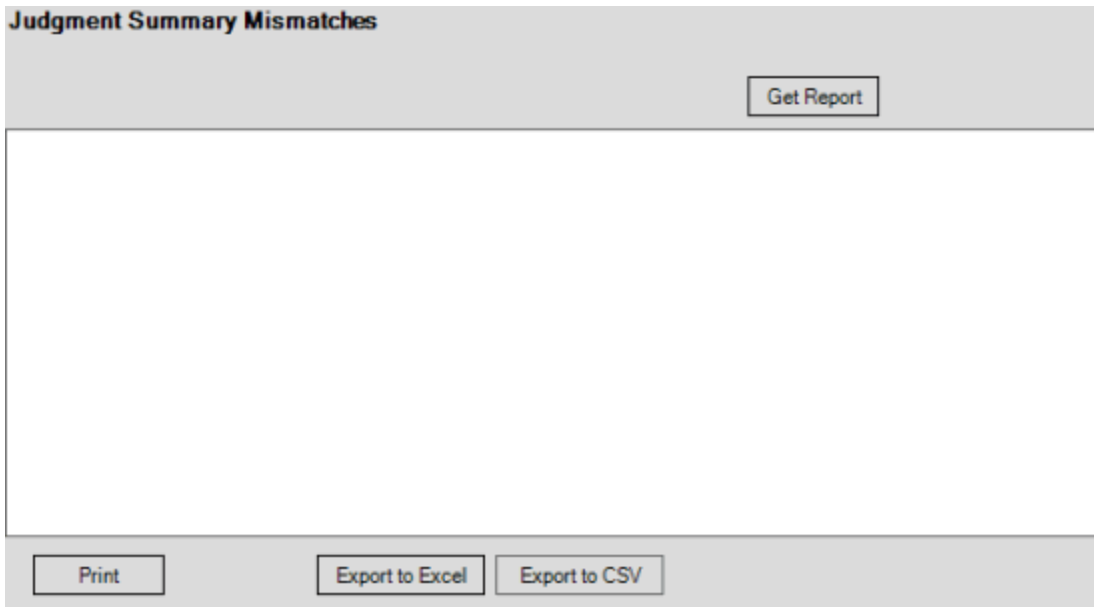 Judgment Summary Mismatches
Get Report
Print Export to Excel Export to CSV